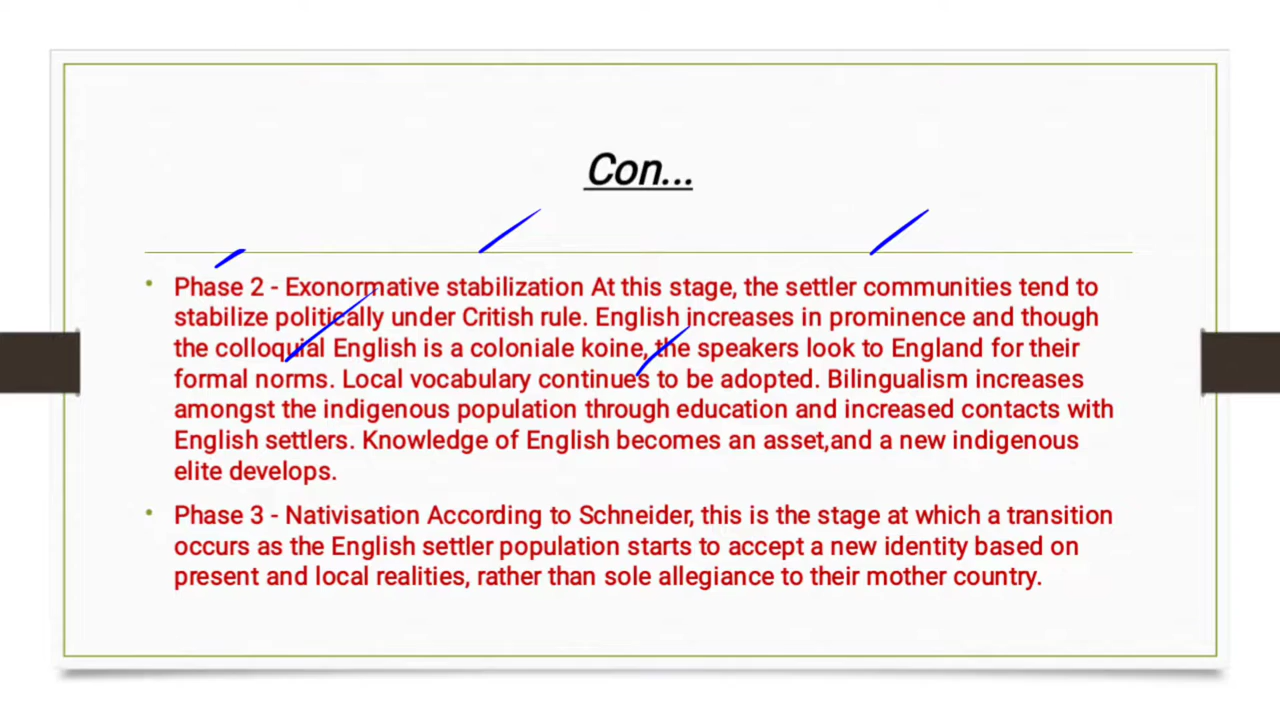 Con...
• Phase 2 - Exonormative stabilization At this stage, the settler communities tend to
stabilize politically under Critish rule. English increases in prominence and though
the colloquial English is a coloniale koine, the speakers look to England for their
formal norms. Local vocabulary continues to be adopted. Bilingualism increases
amongst the indigenous population through education and increased contacts with
English settlers. Knowledge of English becomes an asset,and a new indigenous
elite develops.
• Phase 3 - Nativisation According to Schneider, this is the stage at which a transition
occurs as the English settler population starts to accept a new identity based on
present and local realities, rather than sole allegiance to their mother country.